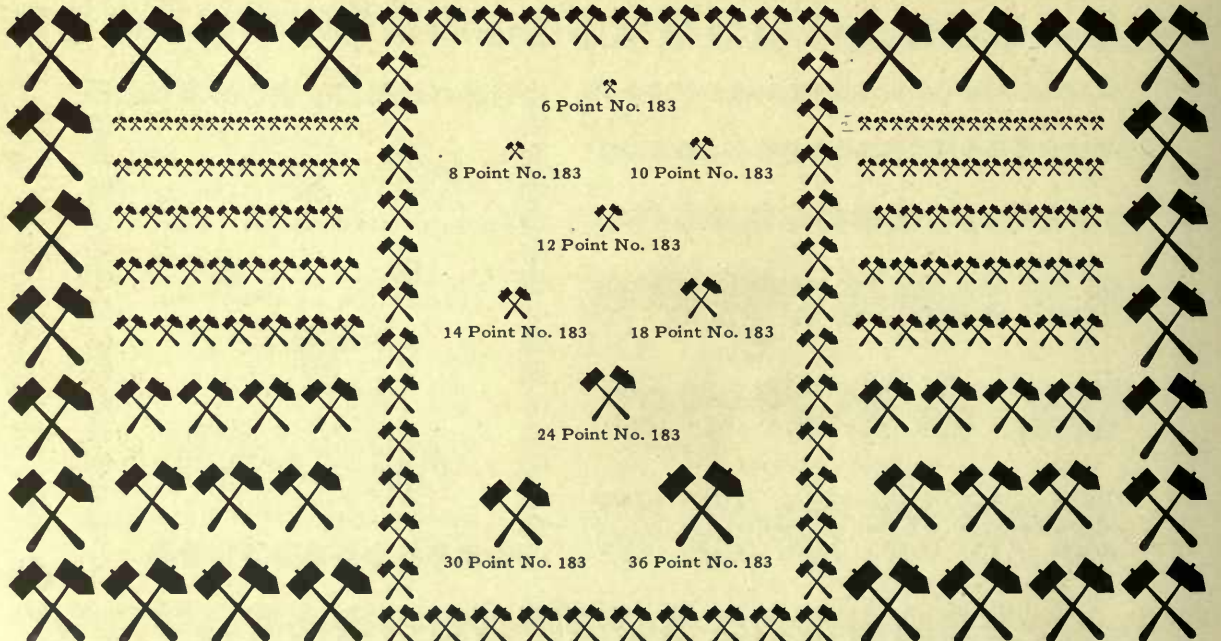 6 Point No. 183
8 Point No. 183 10 Point No. 183
12 Point No. 183
14 Point No. 183 18 Point No. 183
24 Point No. 183
30 Point No. 183 36 Point No. 183